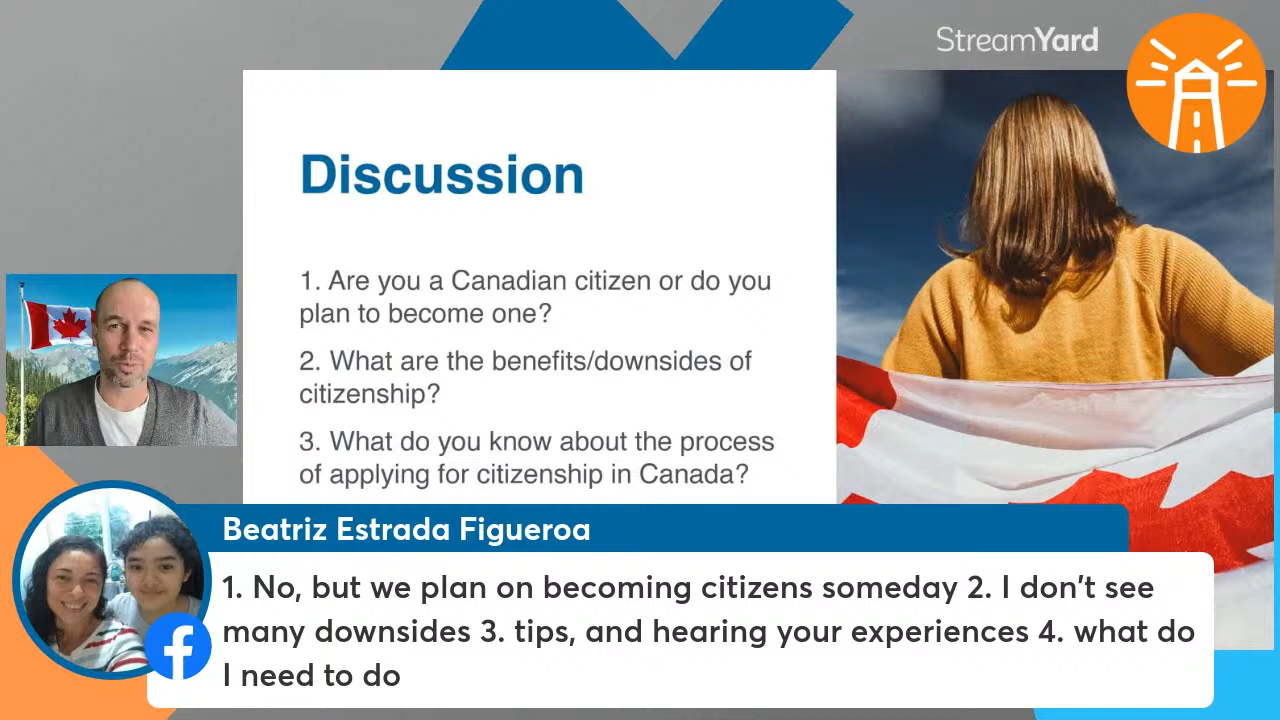 StreamYard
Discussion
1. Are you a Canadian citizen or do you
plan to become one?
2. What are the benefits/downsides of
citizenship?
3. What do you know about the process
of applying for citizenship in Canada?
Beatriz Estrada Figueroa
1. No, but we plan on becoming citizens someday 2. I don't see
many downsides 3. tips, and hearing your experiences 4. what do
I need to do